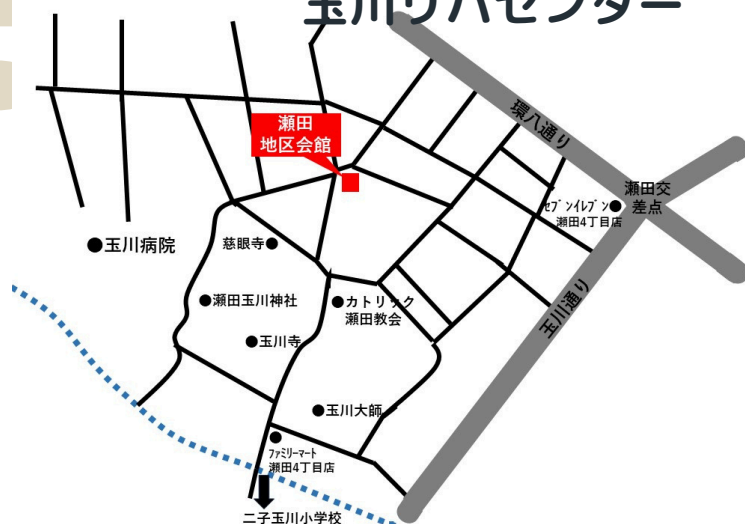 玉川リハセンター
環八通り
瀬田
地区会館
瀬田交
差点
ｾﾌﾞﾝｲﾚﾌﾞﾝ
瀬田4丁目店
玉川病院
慈眼寺
瀬田玉川神社
カトリック
瀬田教会
玉川通り
玉川寺
玉川大師
ﾌｧﾐﾘｰﾏｰﾄ
瀬田4丁目店
二子玉川小学校